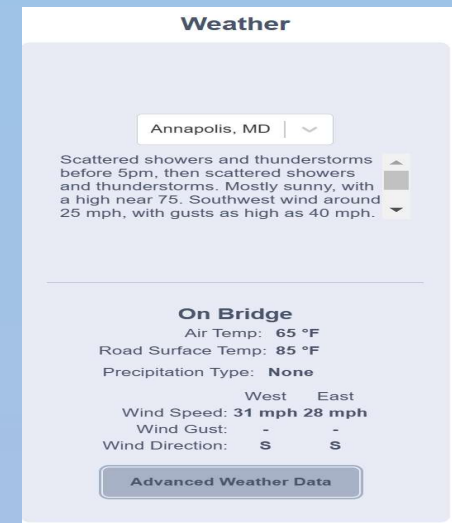 Weather
Annapolis, MD
Scattered showers and thunderstorms
before 5pm, then scattered showers
and thunderstorms. Mostly sunny, with
a high near 75. Southwest wind around
25 mph, with gusts as high as 40 mph.
On Bridge
Air Temp: 65 °F
Road Surface Temp: 85 °F
Precipitation Type: None
West East
Wind Speed: 31 mph 28 mph
Wind Gust: - -
Wind Direction: S S
Advanced Weather Data